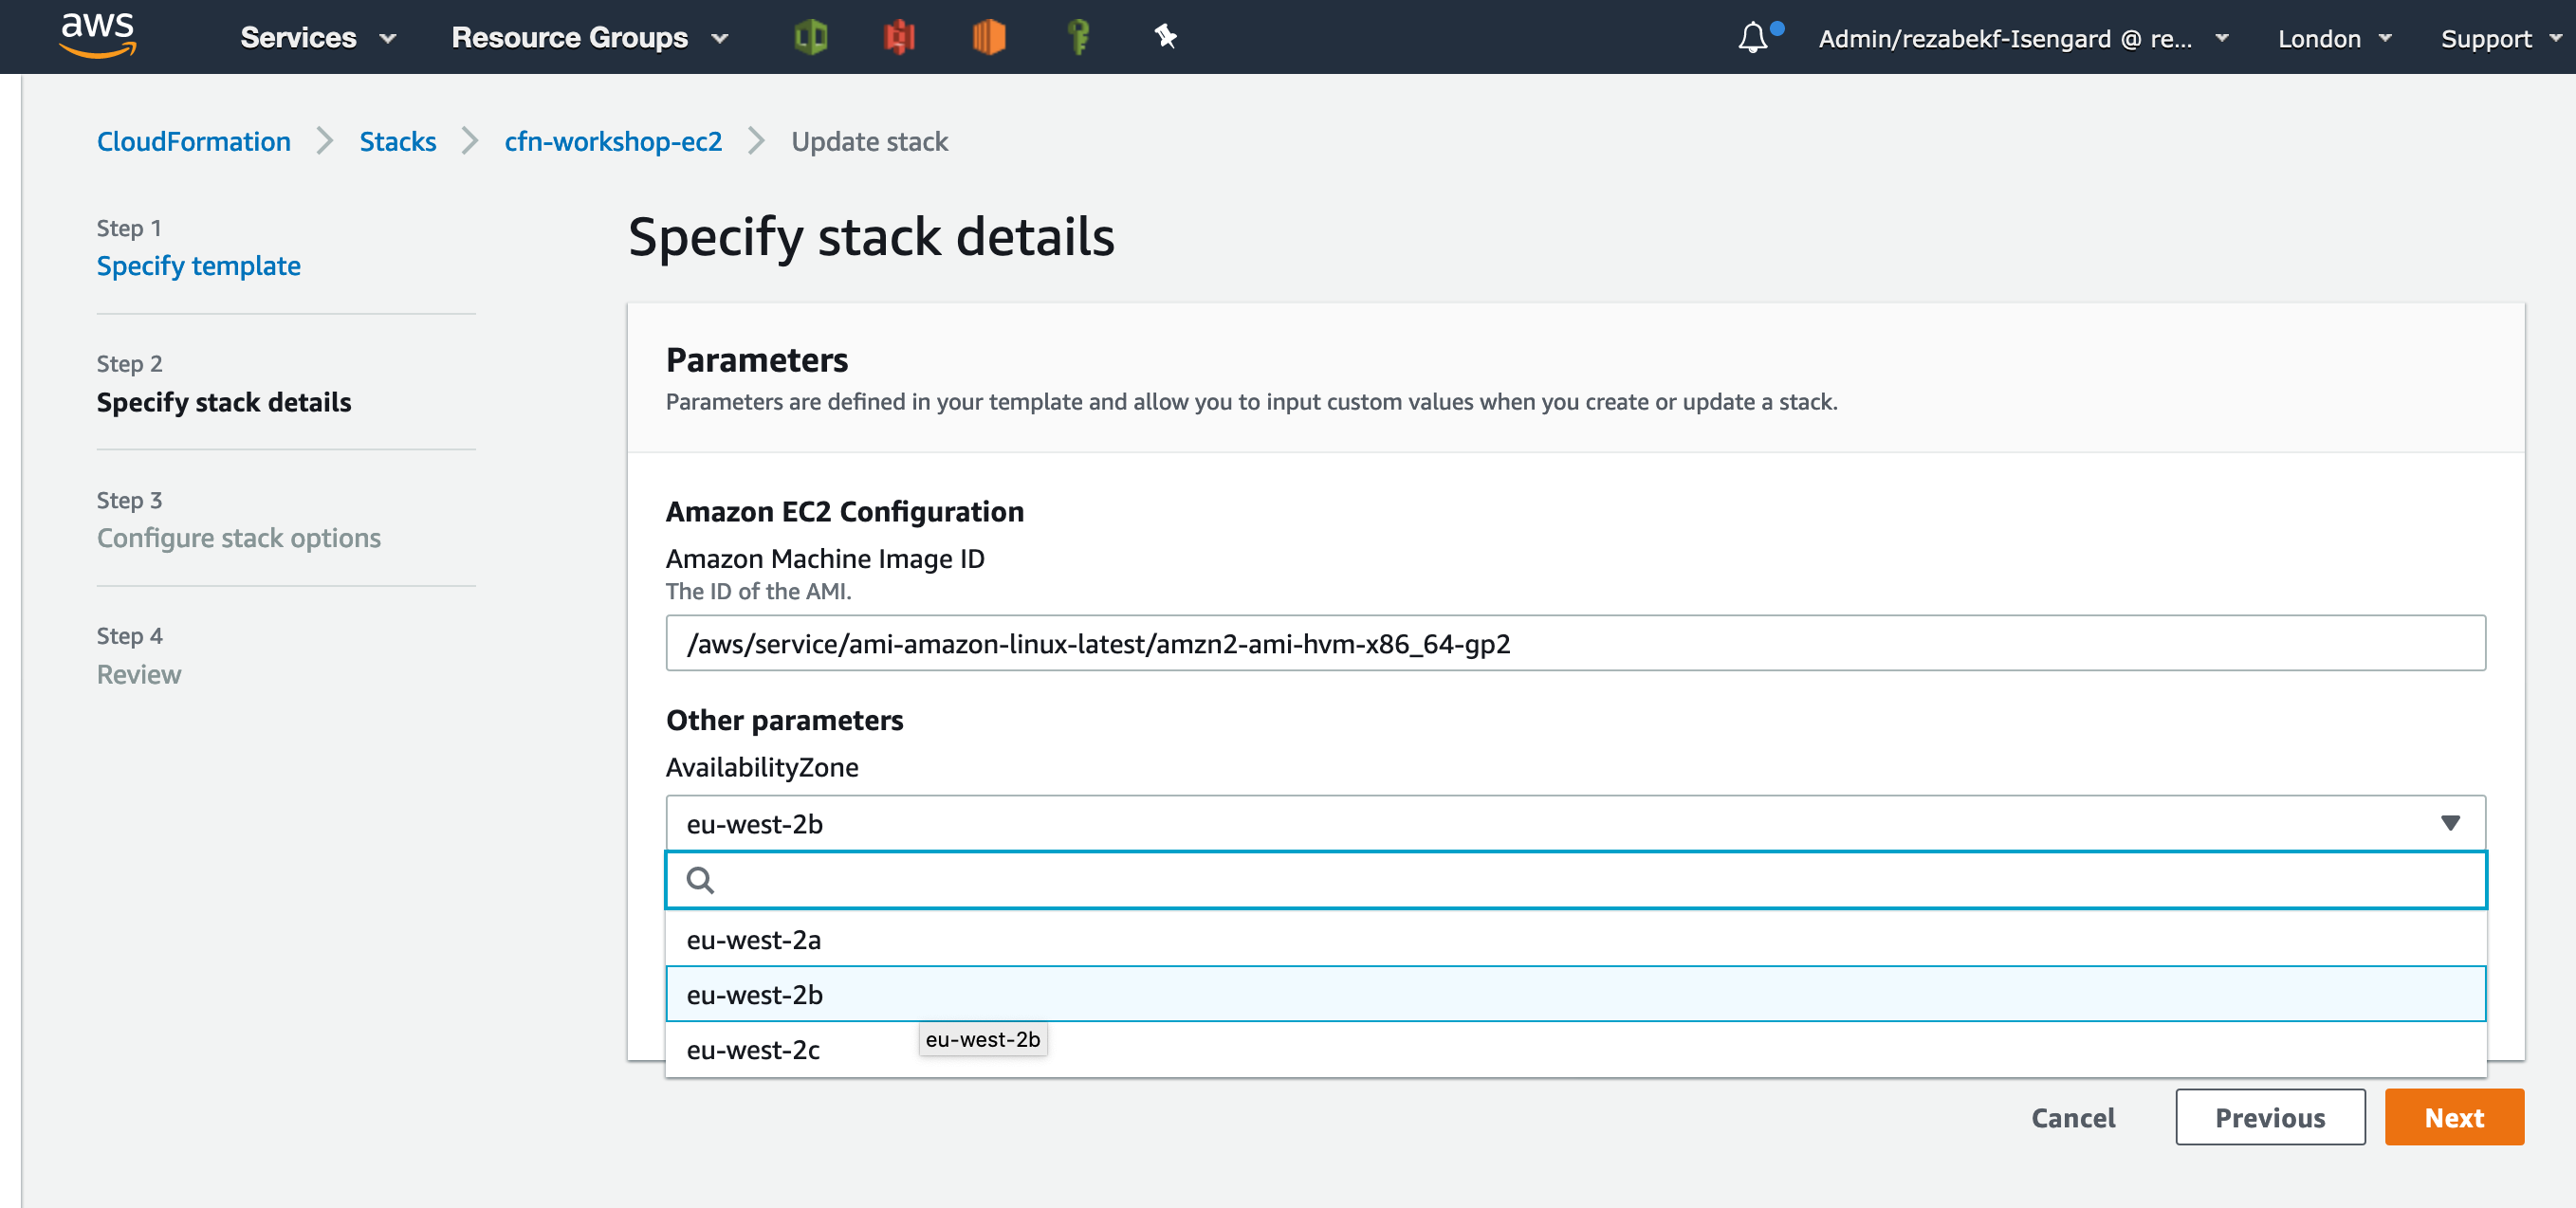 aws Services Resource Groups Admin/rezabekf-Isengard @ re... London Support
CloudFormation Stacks cfn-workshop-ec2 Update stack
Step 1
Specify template
Step 2
Specify stack details
Step 3
Configure stack options
Step 4
Review
Specify stack details
Parameters
Parameters are defined in your template and allow you to input custom values when you create or update a stack.
Amazon EC2 Configuration
Amazon Machine Image ID
The ID of the AMI.
/aws/service/ami-amazon-linux-latest/amzn2-ami-hvm-x86_64-gp2
Other parameters
AvailabilityZone
eu-west-2b
eu-west-2a
eu-west-2b
eu-west-2b
eu-west-2c
Cancel Previous Next